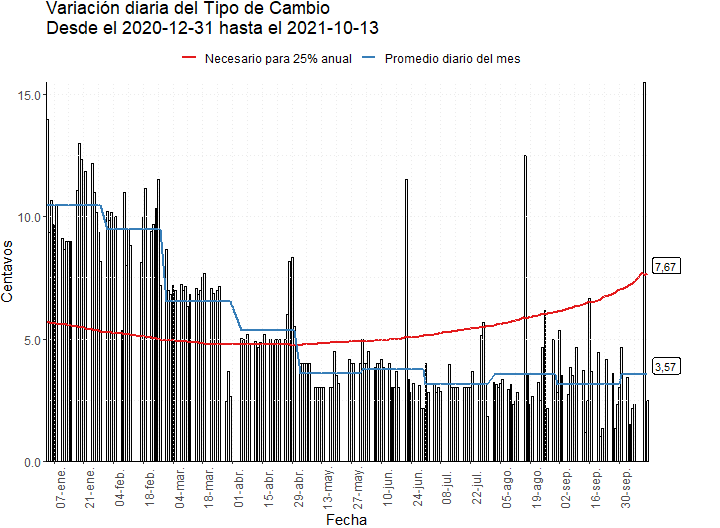 Variación diaria del Tipo de Cambio
Desde el 2020-12-31 hasta el 2021-10-13
Necesario para 25% anual
Promedio diario del mes
15.0
10.0
5.0
0.0
Centavos
7,67
3,57
07-ene.
21-ene.
04-feb.
18-feb.
04-mar.
18-mar.
01-abr.
15-abr.
29-abr.
13-may.
27-may.
10-jun.
24-jun.
08-jul.
22-jul.
05-ago.
19-ago.
02-sep.
16-sep.
30-sep.
Fecha